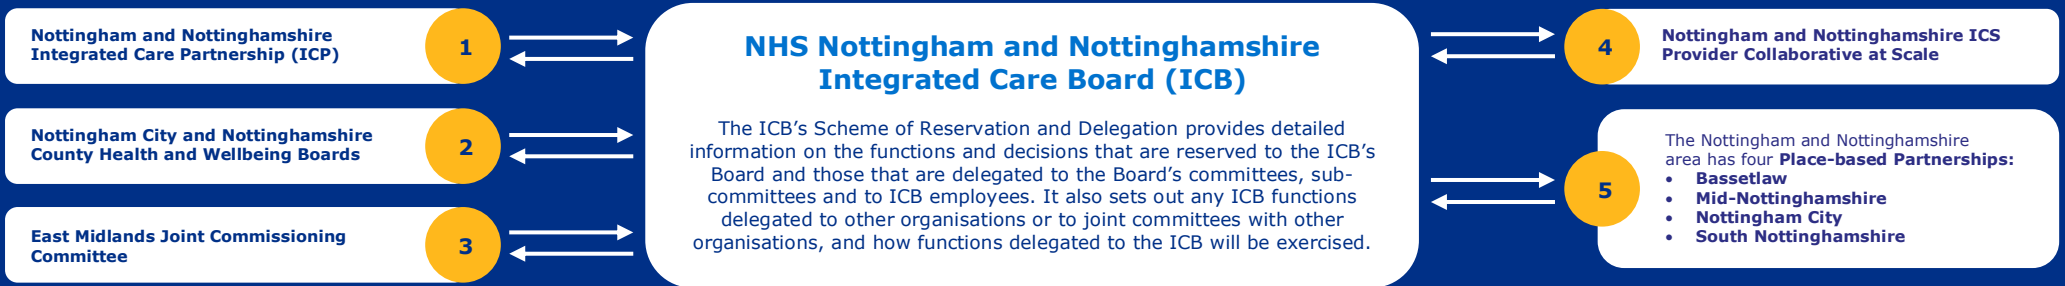 Nottingham and Nottinghamshire
Integrated Care Partnership (ICP)
1
Nottingham City and Nottinghamshire
County Health and Wellbeing Boards
2
East Midlands Joint Commissioning
Committee
3
NHS Nottingham and Nottinghamshire
Integrated Care Board (ICB)
The ICB’s Scheme of Reservation and Delegation provides detailed
information on the functions and decisions that are reserved to the ICB’s
Board and those that are delegated to the Board’s committees, sub-
committees and to ICB employees. It also sets out any ICB functions
delegated to other organisations or to joint committees with other
organisations, and how functions delegated to the ICB will be exercised.
4
Nottingham and Nottinghamshire ICS
Provider Collaborative at Scale
5
The Nottingham and Nottinghamshire
area has four Place-based Partnerships:
• Bassetlaw
• Mid-Nottinghamshire
• Nottingham City
• South Nottinghamshire